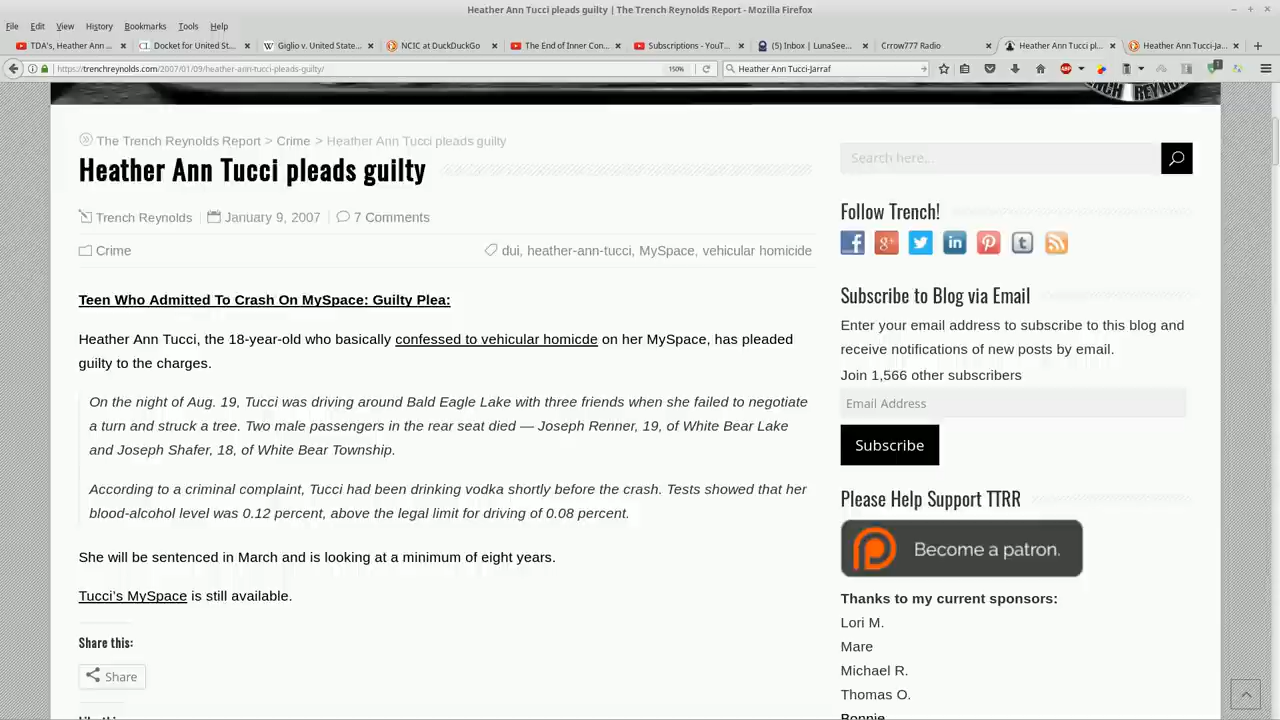 Heather Ann Tucci pleads guilty | The Trench Reynolds Report - Mozilla Firefox
File Edit View History Bookmarks Tools Help
TDA's, Heather Ann ... Docket for United St... Giglio v. United State... NCIC at DuckDuckGo The End of Inner Con... Subscriptions - YouT... (5) Inbox | LunaSee... Crrow777 Radio Heather Ann Tucci pl... Heather Ann Tucci-Ja...
https://trenchreynolds.com/2007/01/09/heather-ann-tucci-pleads-guilty/ 150% Heather Ann Tucci-Jarraf
The Trench Reynolds Report > Crime > Heather Ann Tucci pleads guilty
Heather Ann Tucci pleads guilty
Trench Reynolds January 9, 2007 7 Comments
Crime dui, heather-ann-tucci, MySpace, vehicular homicide
Teen Who Admitted To Crash On MySpace: Guilty Plea:
Heather Ann Tucci, the 18-year-old who basically confessed to vehicular homicde on her MySpace, has pleaded
guilty to the charges.
On the night of Aug. 19, Tucci was driving around Bald Eagle Lake with three friends when she failed to negotiate
a turn and struck a tree. Two male passengers in the rear seat died — Joseph Renner, 19, of White Bear Lake
and Joseph Shafer, 18, of White Bear Township.
According to a criminal complaint, Tucci had been drinking vodka shortly before the crash. Tests showed that her
blood-alcohol level was 0.12 percent, above the legal limit for driving of 0.08 percent.
She will be sentenced in March and is looking at a minimum of eight years.
Tucci's MySpace is still available.
Share this:
Share
Search here...
Follow Trench!
Subscribe to Blog via Email
Enter your email address to subscribe to this blog and
receive notifications of new posts by email.
Join 1,566 other subscribers
Email Address
Subscribe
Please Help Support TTRR
Become a patron.
Thanks to my current sponsors:
Lori M.
Mare
Michael R.
Thomas O.
Bonnie